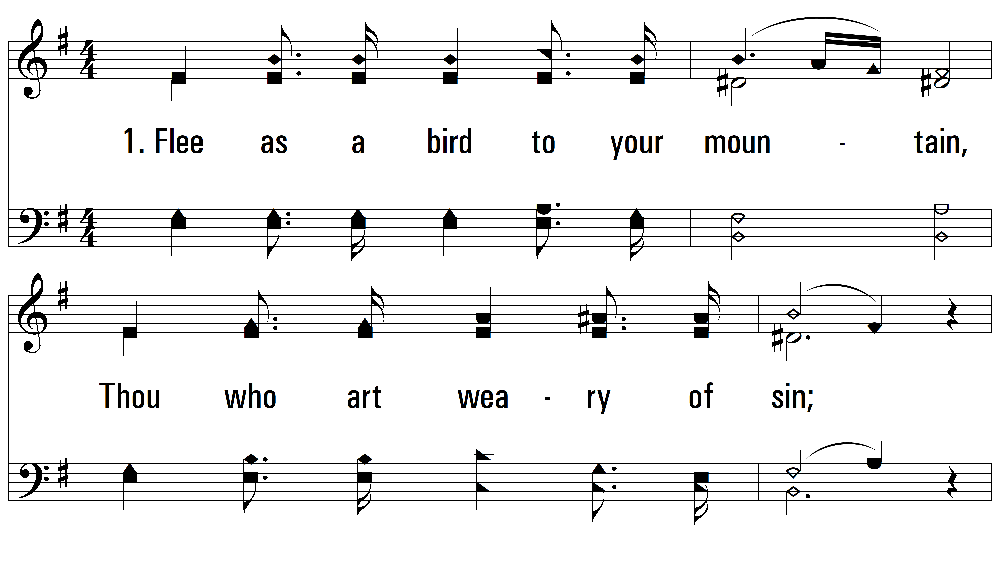 1. Flee as a bird to your moun - tain,
Thou who art wea - ry of sin;